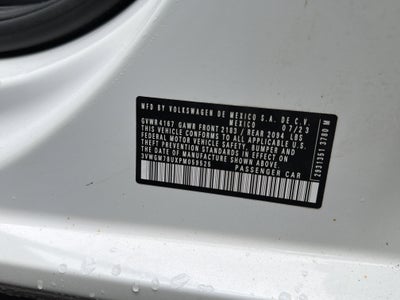 MFD BY VOLKSWAGEN DE MEXICO S.A. DE C.V.
MEXICO 07/23
GVWR 4167 GAWR FRONT 2183 / REAR 2094 LBS
THIS VEHICLE CONFORMS TO ALL APPLICABLE
FEDERAL MOTOR VEHICLE SAFETY, BUMPER AND
THEFT PREVENTION STANDARDS IN EFFECT ON
THE DATE OF MANUFACTURE SHOWN ABOVE.
PASSENGER CAR